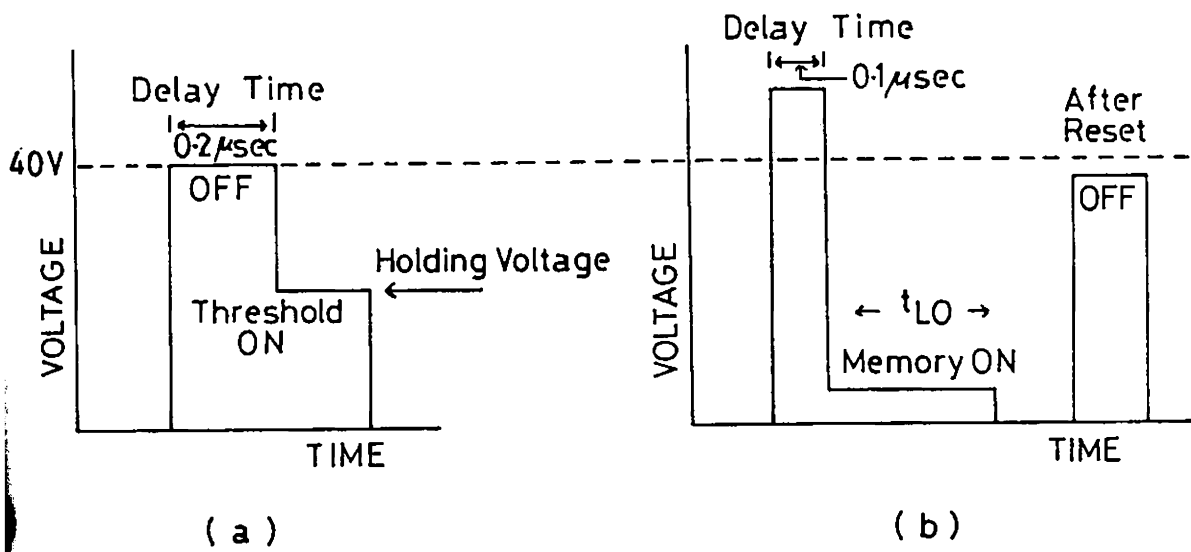 Delay Time
0.2μsec
40V
OFF
VOLTAGE
Holding Voltage
Threshold
ON
TIME
(a)
Delay Time
0.1μsec
After
Reset
OFF
VOLTAGE
← tLO →
Memory ON
TIME
(b)